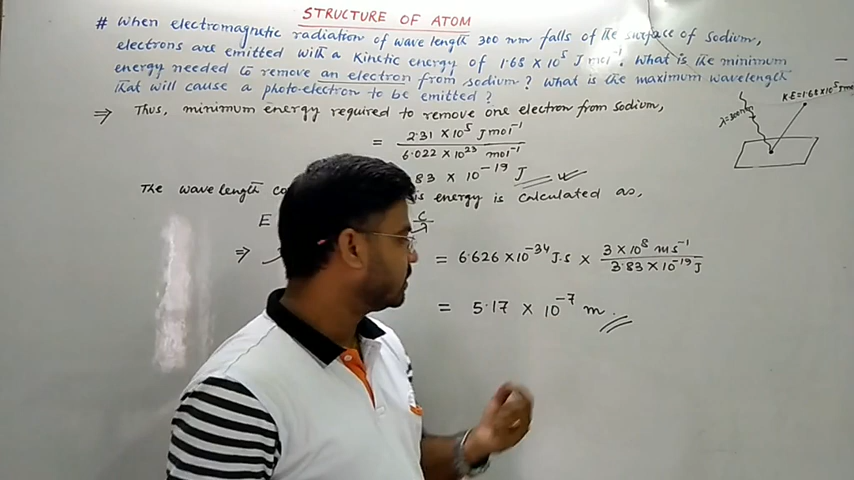 STRUCTURE OF ATOM
# When electromagnetic radiation of wave length 300 nm falls of the surface of Sodium,
electrons are emitted with a kinetic energy of 1.68 × 10⁵ J mol⁻¹. What is the minimum
energy needed to remove an electron from sodium? What is the maximum wavelength
that will cause a photo-electron to be emitted?
⇒ Thus, minimum energy required to remove one electron from Sodium,
= 2.31 × 10⁵ J mol⁻¹ / 6.022 × 10²³ mol⁻¹
83 × 10⁻¹⁹ J
The wave length energy is calculated as,
E C/λ
⇒ = 6.626 × 10⁻³⁴ J.s × 3 × 10⁸ ms⁻¹ / 3.83 × 10⁻¹⁹ J
= 5.17 × 10⁻⁷ m.
K.E = 1.68 × 10⁵ J
λ = 300 nm